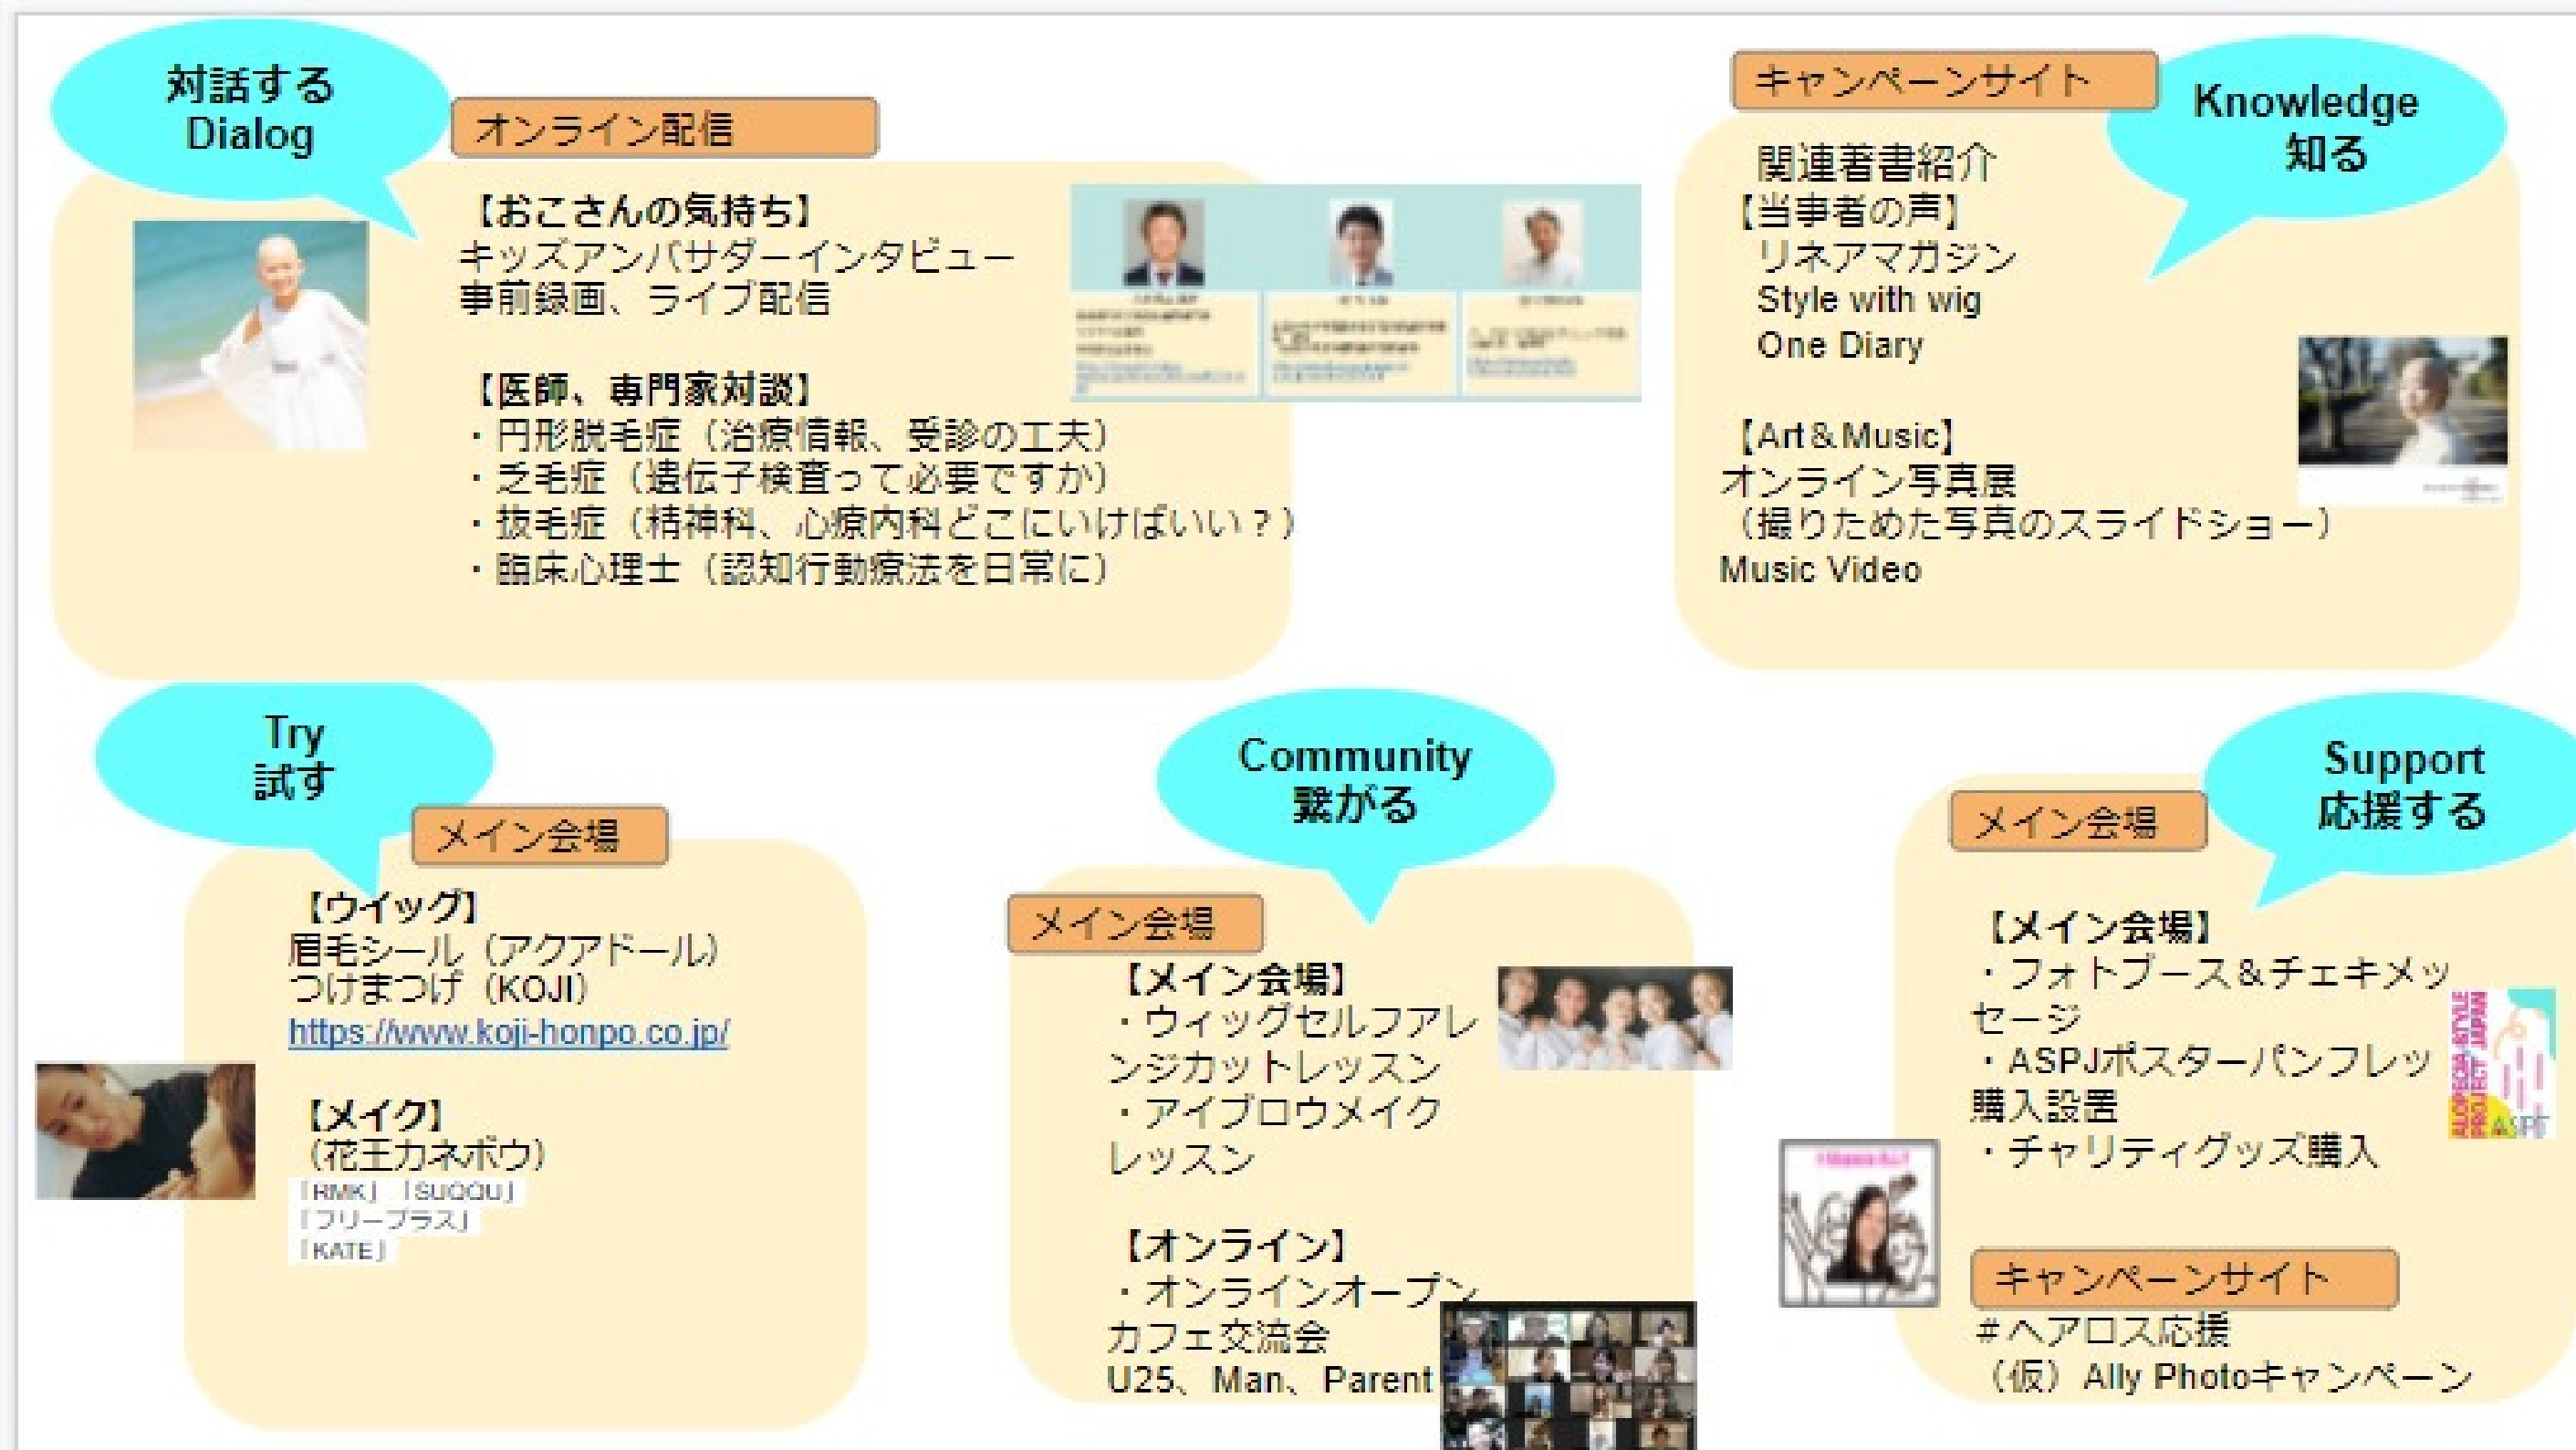 対話する
Dialog
オンライン配信
【おこさんの気持ち】
キッズアンバサダーインタビュー
事前録画、ライブ配信
【医師、専門家対談】
・円形脱毛症（治療情報、受診の工夫）
・乏毛症（遺伝子検査って必要ですか）
・抜毛症（精神科、心療内科どこにいけばいい？）
・臨床心理士（認知行動療法を日常に）
キャンペーンサイト
Knowledge
知る
関連著書紹介
【当事者の声】
リネアマガジン
Style with wig
One Diary
【Art＆Music】
オンライン写真展
（撮りためた写真のスライドショー）
Music Video
Try
試す
メイン会場
【ウイッグ】
眉毛シール（アクアドール）
つけまつげ（KOJI）
https://www.koji-honpo.co.jp/
【メイク】
（花王カネボウ）
「RMK」「SUQQU」
「フリープラス」
「KATE」
Community
繋がる
メイン会場
【メイン会場】
・ウィッグセルフアレ
ンジカットレッスン
・アイブロウメイク
レッスン
【オンライン】
・オンラインオープン
カフェ交流会
U25、Man、Parent
Support
応援する
メイン会場
【メイン会場】
・フォトブース＆チェキメッ
セージ
・ASPJポスターパンフレッ
購入設置
・チャリティグッズ購入
ALOPECIA STYLE
PROJECT JAPAN
ASPJ
キャンペーンサイト
＃ヘアロス応援
（仮）Ally Photoキャンペーン